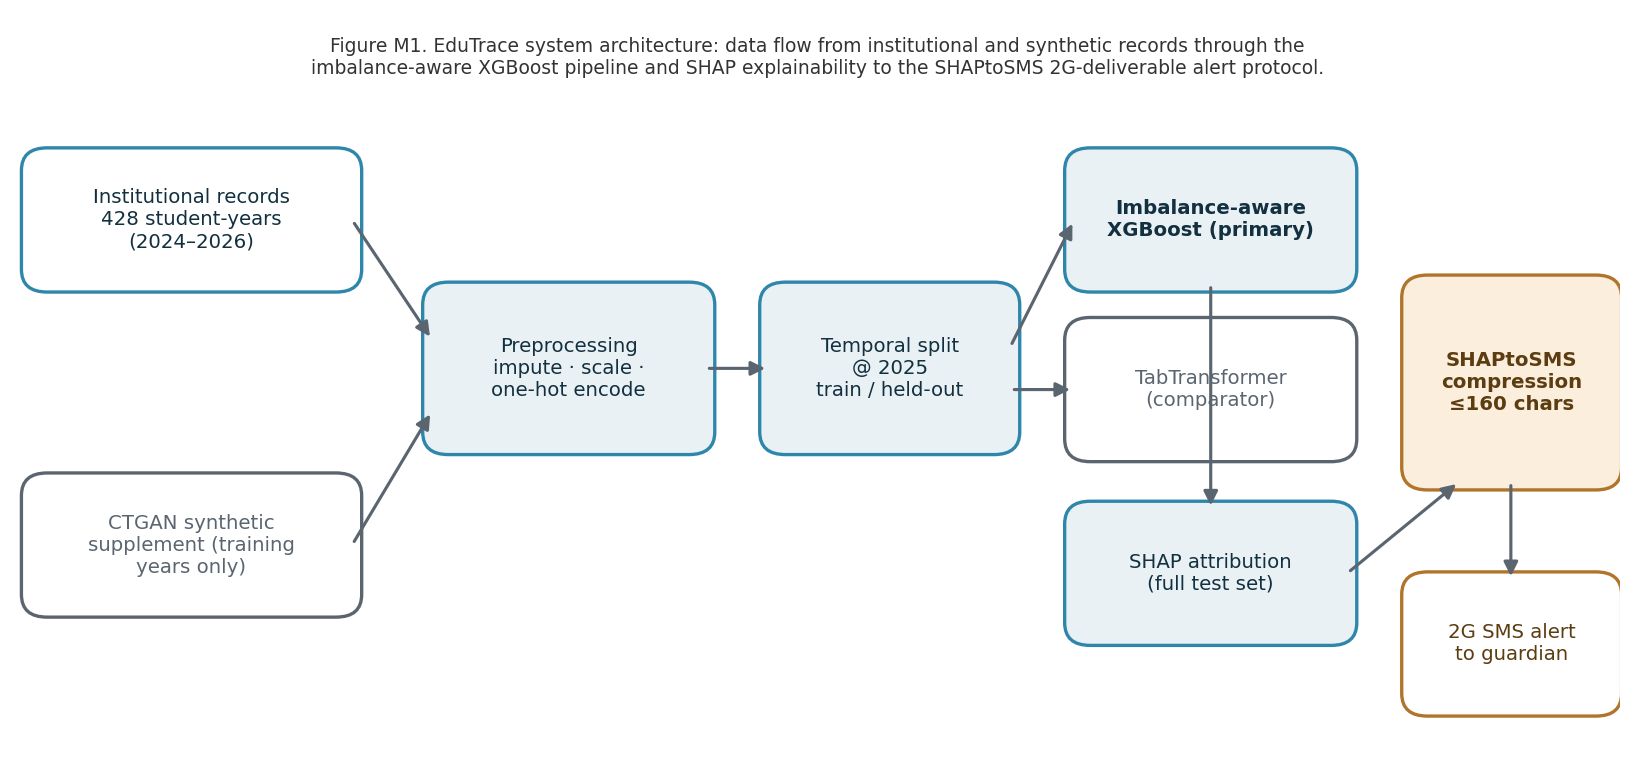 Figure M1. EduTrace system architecture: data flow from institutional and synthetic records through the
imbalance-aware XGBoost pipeline and SHAP explainability to the SHAPtoSMS 2G-deliverable alert protocol.
Institutional records
428 student-years
(2024–2026)
CTGAN synthetic
supplement (training
years only)
Preprocessing
impute · scale ·
one-hot encode
Temporal split
@ 2025
train / held-out
Imbalance-aware
XGBoost (primary)
TabTransformer
(comparator)
SHAP attribution
(full test set)
SHAPtoSMS
compression
≤160 chars
2G SMS alert
to guardian